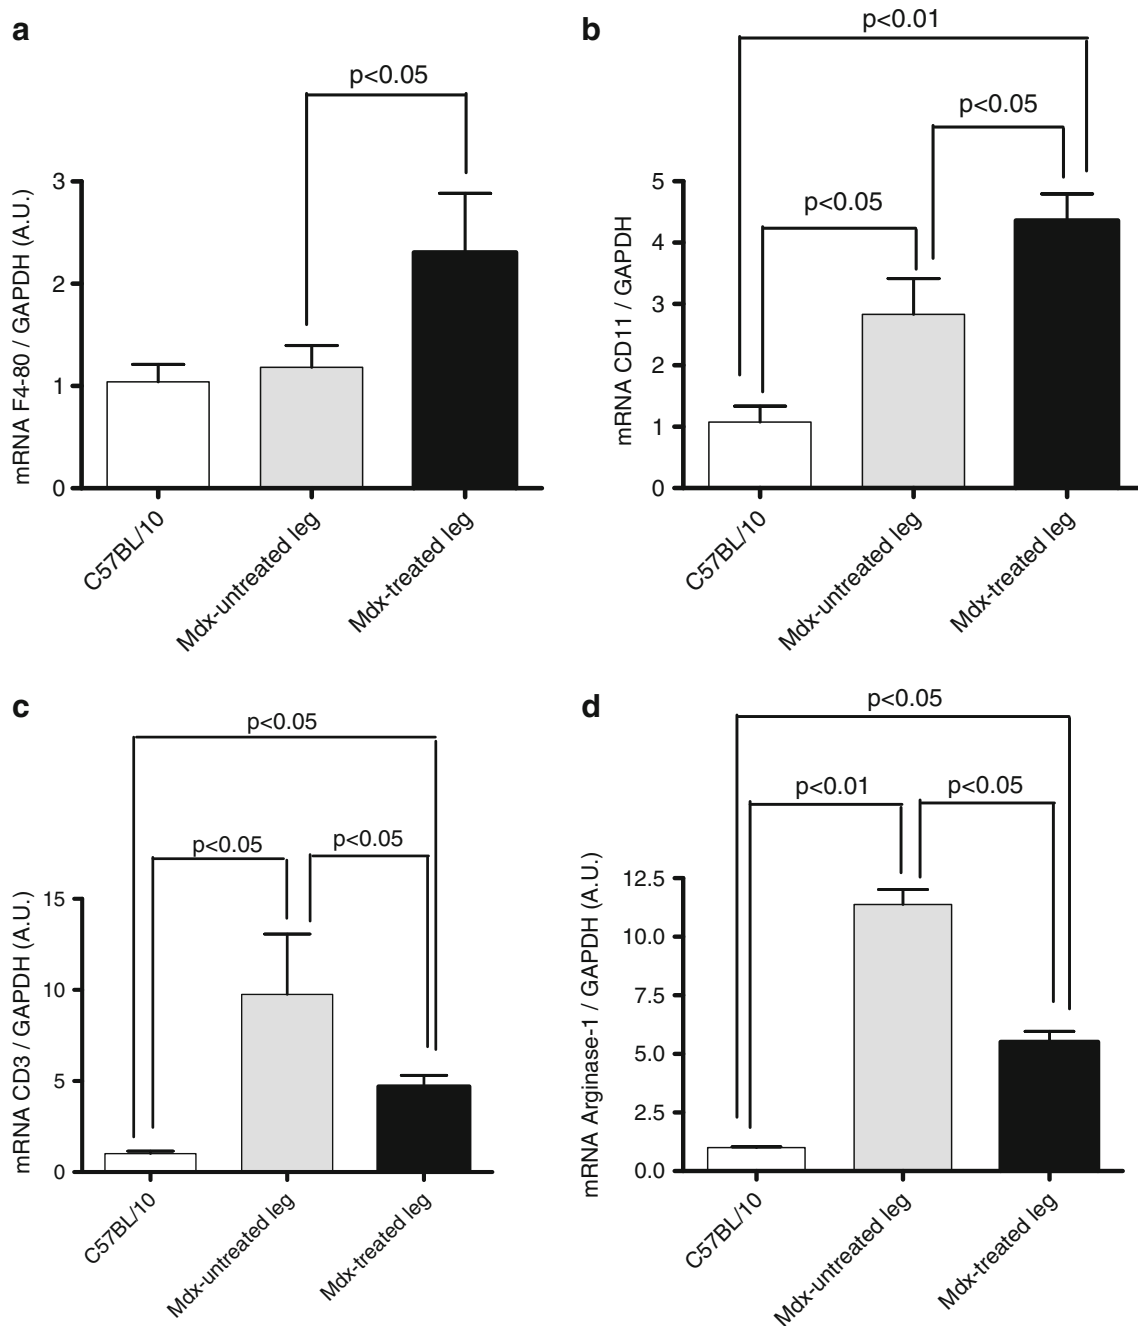 a
p<0.05
mRNA F4-80 / GAPDH (A.U.)
3
2
1
0
C57BL/10
Mdx-untreated leg
Mdx-treated leg
b
p<0.01
p<0.05
p<0.05
mRNA CD11 / GAPDH
5
4
3
2
1
0
C57BL/10
Mdx-untreated leg
Mdx-treated leg
c
p<0.05
p<0.05
p<0.05
mRNA CD3 / GAPDH (A.U.)
15
10
5
0
C57BL/10
Mdx-untreated leg
Mdx-treated leg
d
p<0.05
p<0.01
p<0.05
mRNA Arginase-1 / GAPDH (A.U.)
12.5
10.0
7.5
5.0
2.5
0.0
C57BL/10
Mdx-untreated leg
Mdx-treated leg